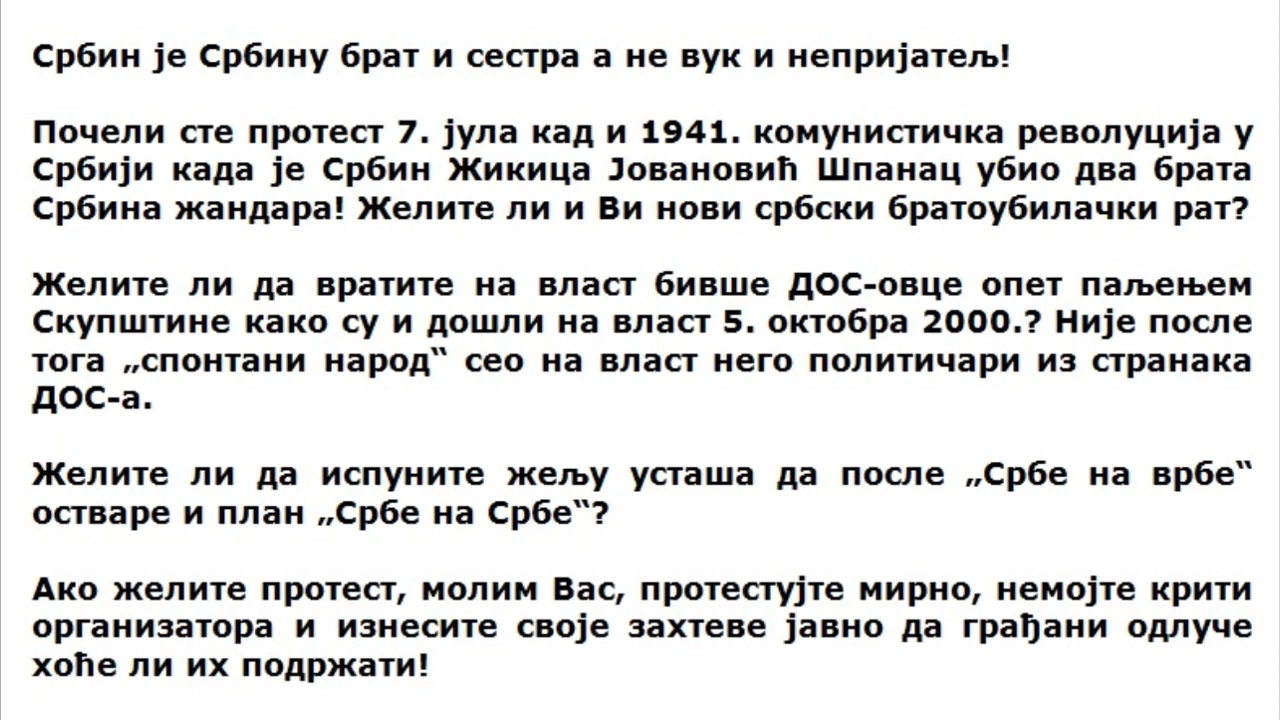 Србин је Србину брат и сестра а не вук и непријатељ!
Почели сте протест 7. јула кад и 1941. комунистичка револуција у
Србији када је Србин Жикица Јовановић Шпанац убио два брата
Србина жандара! Желите ли и Ви нови србски братоубилачки рат?
Желите ли да вратите на власт бивше ДОС-овце опет паљењем
Скупштине како су и дошли на власт 5. октобра 2000.? Није после
тога „спонтани народ‟ сео на власт него политичари из странака
ДОС-а.
Желите ли да испуните жељу усташа да после „Србе на врбе‟
остваре и план „Србе на Србе‟?
Ако желите протест, молим Вас, протестујте мирно, немојте крити
организатора и изнесите своје захтеве јавно да грађани одлуче
хоће ли их подржати!